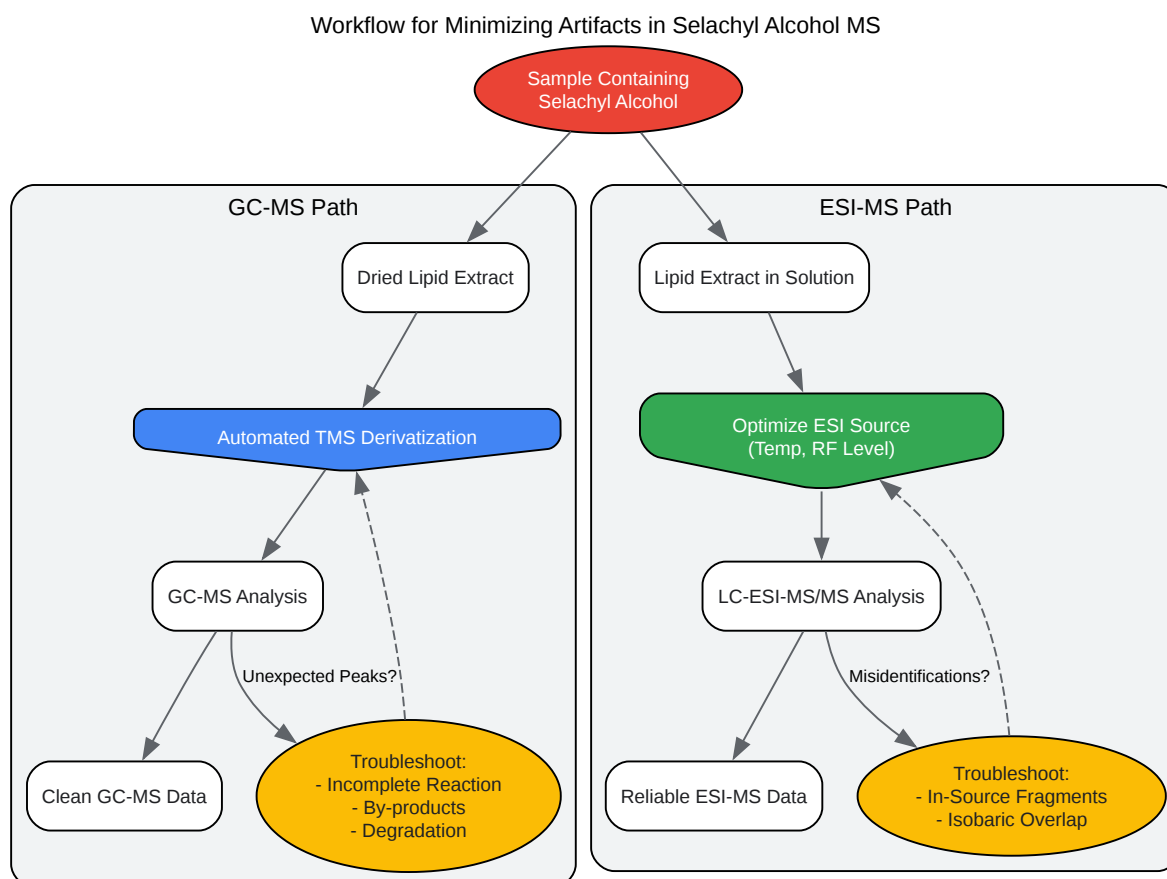 Workflow for Minimizing Artifacts in Selachyl Alcohol MS
Sample Containing
Selachyl Alcohol
GC-MS Path
Dried Lipid Extract
Automated TMS Derivatization
GC-MS Analysis
Unexpected Peaks?
Clean GC-MS Data
Troubleshoot:
- Incomplete Reaction
- By-products
- Degradation
ESI-MS Path
Lipid Extract in Solution
Optimize ESI Source
(Temp, RF Level)
LC-ESI-MS/MS Analysis
Misidentifications?
Reliable ESI-MS Data
Troubleshoot:
- In-Source Fragments
- Isobaric Overlap